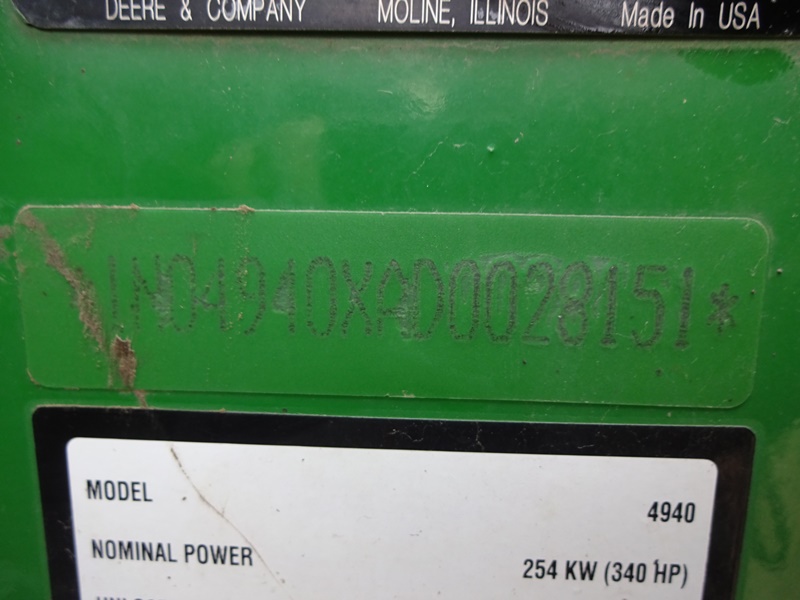 DEERE & COMPANY MOLINE, ILLINOIS Made In USA
1N04940XAD0028151*
MODEL 4940
NOMINAL POWER 254 KW (340 HP)